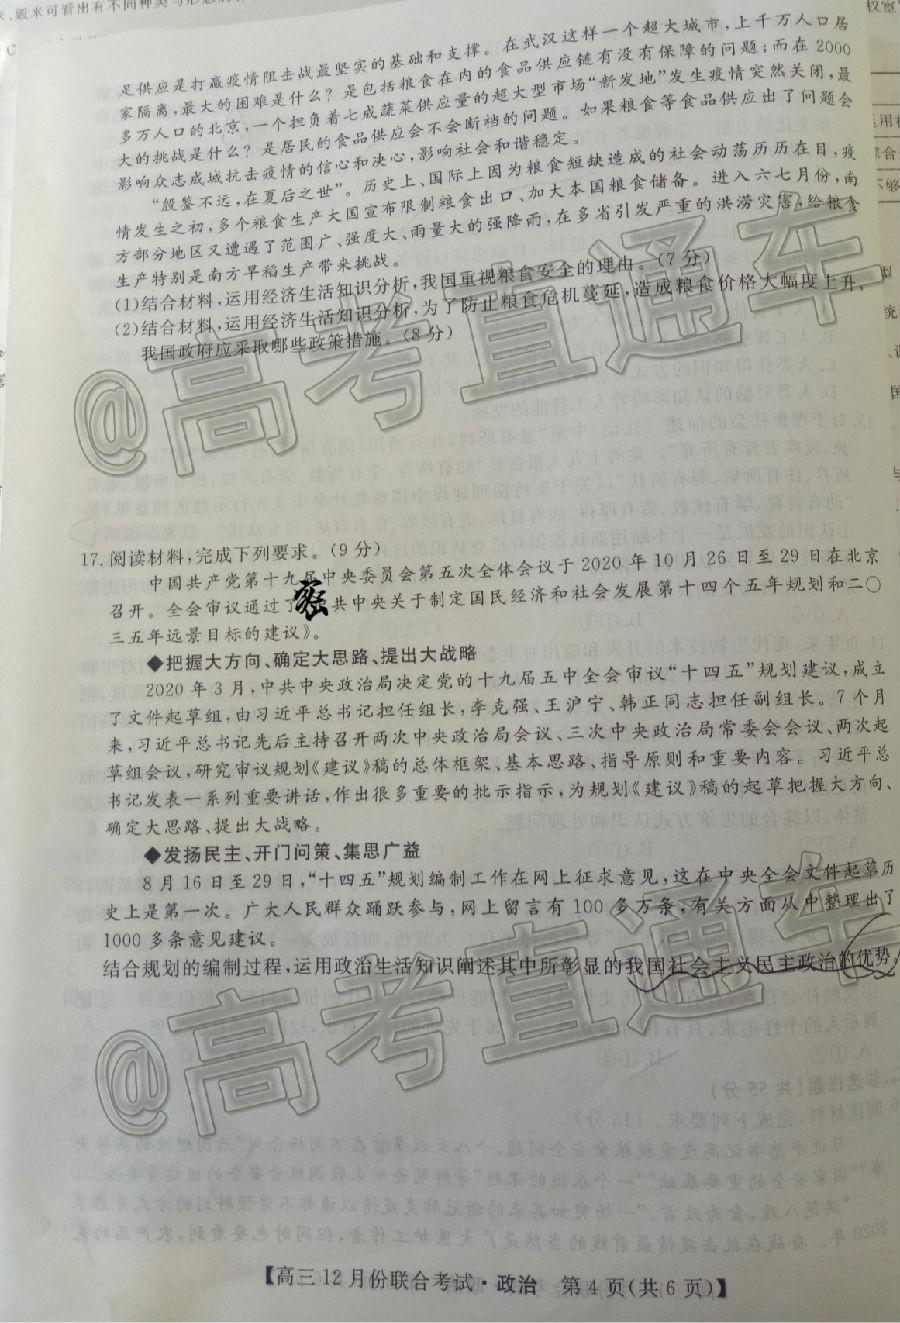 足供应是打赢疫情阻击战最坚实的基础和支撑。在武汉这样一个超大城市,上千万人口居
家隔离,最大的困难是什么?是包括粮食在内的食品供应链有没有保障的问题;而在2000
多万人口的北京,一个担负着七成蔬菜供应量的超大型市场“新发地”发生疫情突然关闭,最
大的挑战是什么?是居民的食品供应会不会断档的问题。如果粮食等食品供应出了问题会
影响众志成城抗击疫情的信心和决心,影响社会和谐稳定。
“殷鉴不远,在夏后之世”。历史上、国际上因为粮食短缺造成的社会动荡历历在目,疫
情发生之初,多个粮食生产大国宣布限制粮食出口、加大本国粮食储备。进入六七月份,南
方部分地区又遭遇了范围广、强度大、雨量大的强降雨,在多省引发严重的洪涝灾害,给粮食
生产特别是南方早稻生产带来挑战。
(1)结合材料,运用经济生活知识分析,我国重视粮食安全的理由。(7分)
(2)结合材料,运用经济生活知识分析,为了防止粮食危机蔓延,造成粮食价格大幅度上升,
我国政府应采取哪些政策措施。(8分)
@高考直通车
17.阅读材料,完成下列要求。(9分)
中国共产党第十九届中央委员会第五次全体会议于2020年10月26日至29日在北京
召开。全会审议通过了 共中央关于制定国民经济和社会发展第十四个五年规划和二〇
三五年远景目标的建议》。
◆把握大方向、确定大思路、提出大战略
2020年3月,中共中央政治局决定党的十九届五中全会审议“十四五”规划建议,成立
了文件起草组,由习近平总书记担任组长,李克强、王沪宁、韩正同志担任副组长。7个月
来,习近平总书记先后主持召开两次中央政治局会议、三次中央政治局常委会会议、两次起
草组会议,研究审议规划《建议》稿的总体框架、基本思路、指导原则和重要内容。习近平总
书记发表一系列重要讲话,作出很多重要的批示指示,为规划《建议》稿的起草把握大方向、
确定大思路、提出大战略。
◆发扬民主、开门问策、集思广益
8月16日至29日,“十四五”规划编制工作在网上征求意见,这在中央全会文件起草历
史上是第一次。广大人民群众踊跃参与,网上留言有100多万条,有关方面从中整理出了
1000多条意见建议。
结合规划的编制过程,运用政治生活知识阐述其中所彰显的我国社会主义民主政治的优势。
@高考直通车
【高三12月份联合考试·政治 第4页(共6页)】